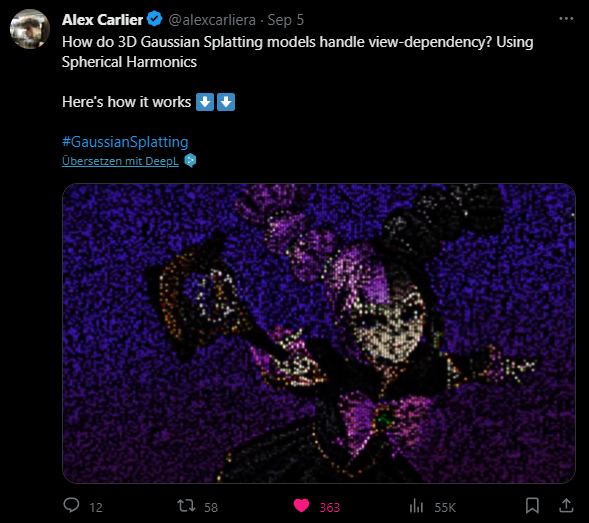 Alex Carlier @alexcarliera · Sep 5
How do 3D Gaussian Splatting models handle view-dependency? Using
Spherical Harmonics
Here's how it works ⬇️⬇️
#GaussianSplatting
Übersetzen mit DeepL
12 58 363 55K